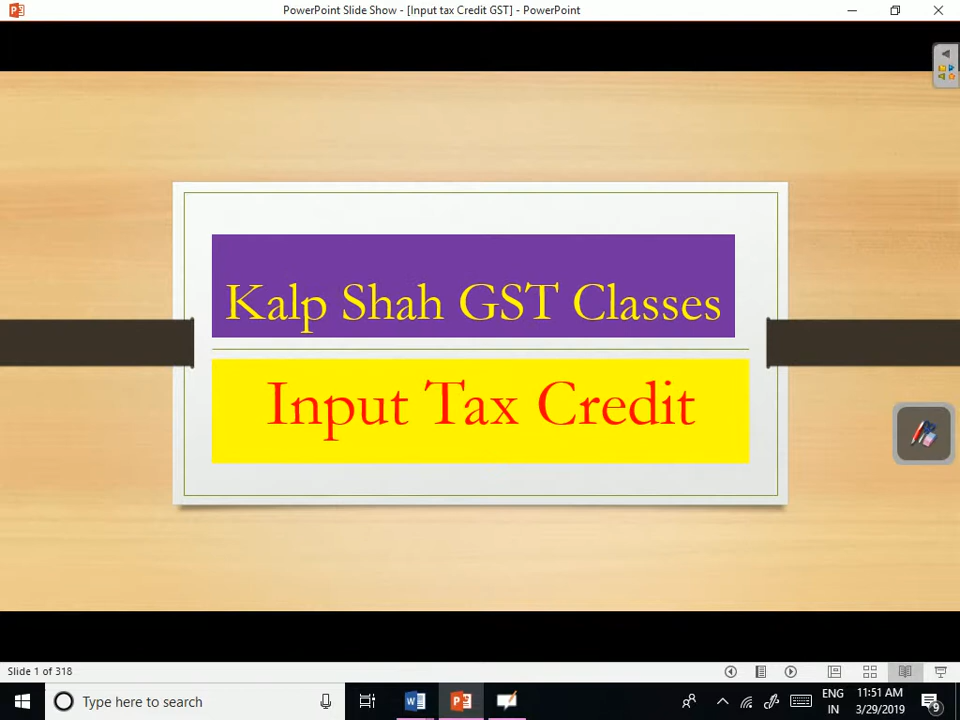 PowerPoint Slide Show - [Input tax Credit GST] - PowerPoint
Kalp Shah GST Classes
Input Tax Credit
Slide 1 of 318
Type here to search
ENG
IN
11:51 AM
3/29/2019
9